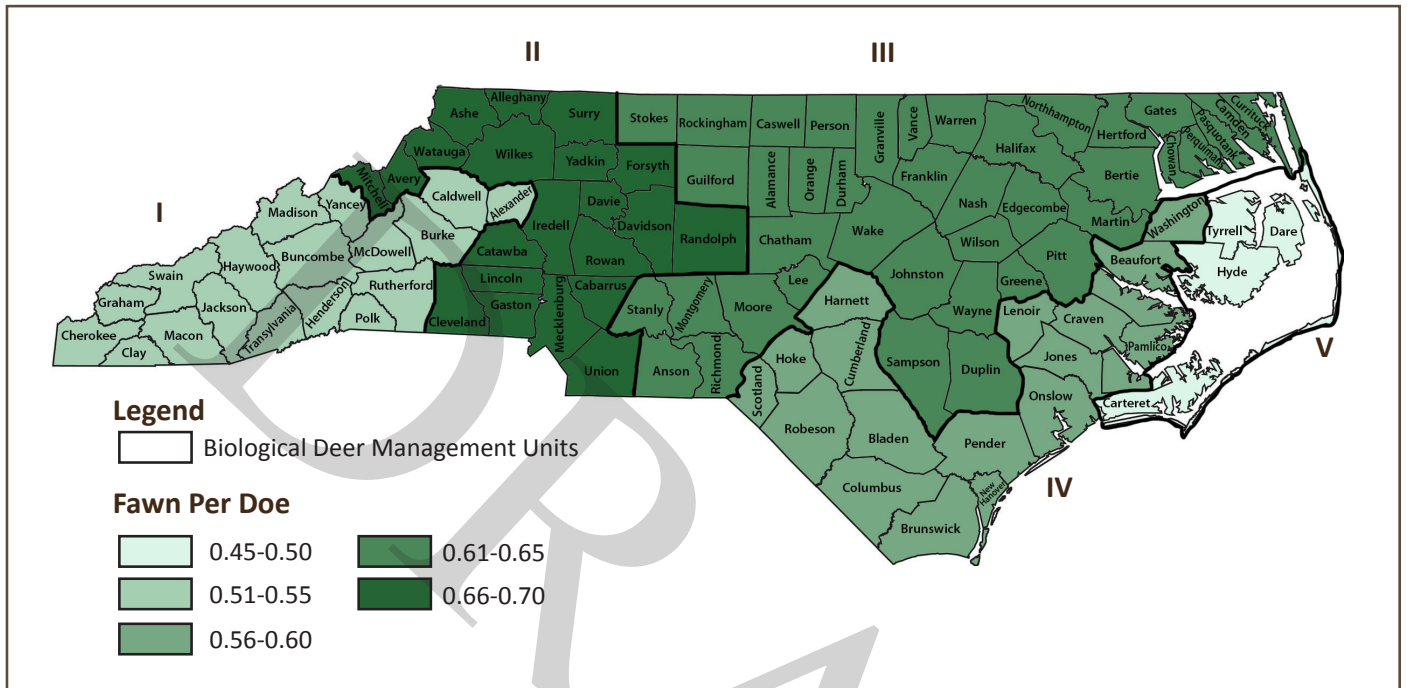 II
III
Alleghany
Ashe
Surry
Stokes
Rockingham
Caswell
Person
Granville
Vance
Warren
Northhampton
Gates
Currituck
Camden
Pasquotank
Perquimans
Chowan
Hertford
Halifax
Watauga
Wilkes
Yadkin
Forsyth
Guilford
Alamance
Orange
Durham
Franklin
Bertie
Mitchell
Avery
Caldwell
Alexander
Iredell
Davie
Davidson
Randolph
Nash
Edgecombe
Martin
Washington
Tyrrell
Dare
I
Yancey
Madison
Burke
McDowell
Buncombe
Haywood
Catawba
Rowan
Chatham
Wake
Wilson
Pitt
Beaufort
Hyde
Swain
Graham
Jackson
Rutherford
Lincoln
Gaston
Cabarrus
Lee
Johnston
Greene
Cherokee
Clay
Macon
Transylvania
Henderson
Polk
Cleveland
Mecklenburg
Stanly
Montgomery
Moore
Harnett
Wayne
Lenoir
Craven
Pamlico
Union
Anson
Richmond
Scotland
Hoke
Cumberland
Sampson
Duplin
Jones
Onslow
Carteret
V
Robeson
Bladen
Pender
Columbus
New
Hanover
Brunswick
IV
Legend
Biological Deer Management Units
Fawn Per Doe
0.45-0.50
0.51-0.55
0.56-0.60
0.61-0.65
0.66-0.70